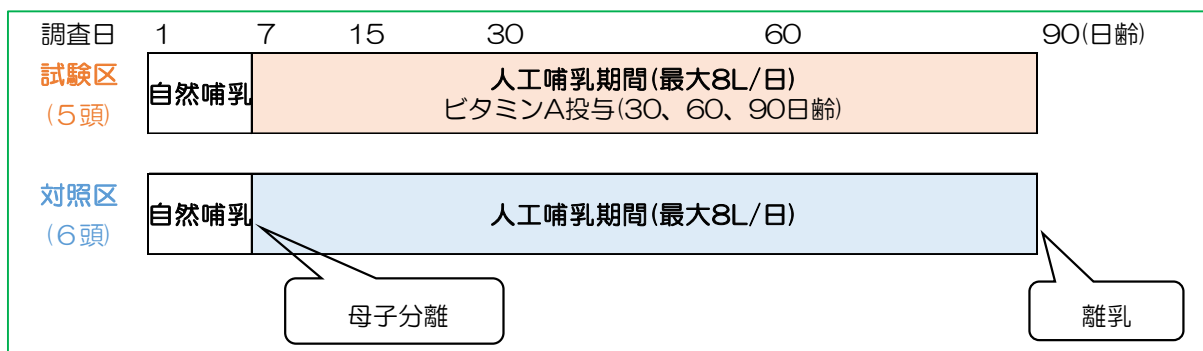 調査日 1 7 15 30 60 90(日齢)
試験区
(5頭)
自然哺乳
人工哺乳期間(最大8L/日)
ビタミンA投与(30、60、90日齢)
対照区
(6頭)
自然哺乳
人工哺乳期間(最大8L/日)
母子分離
離乳